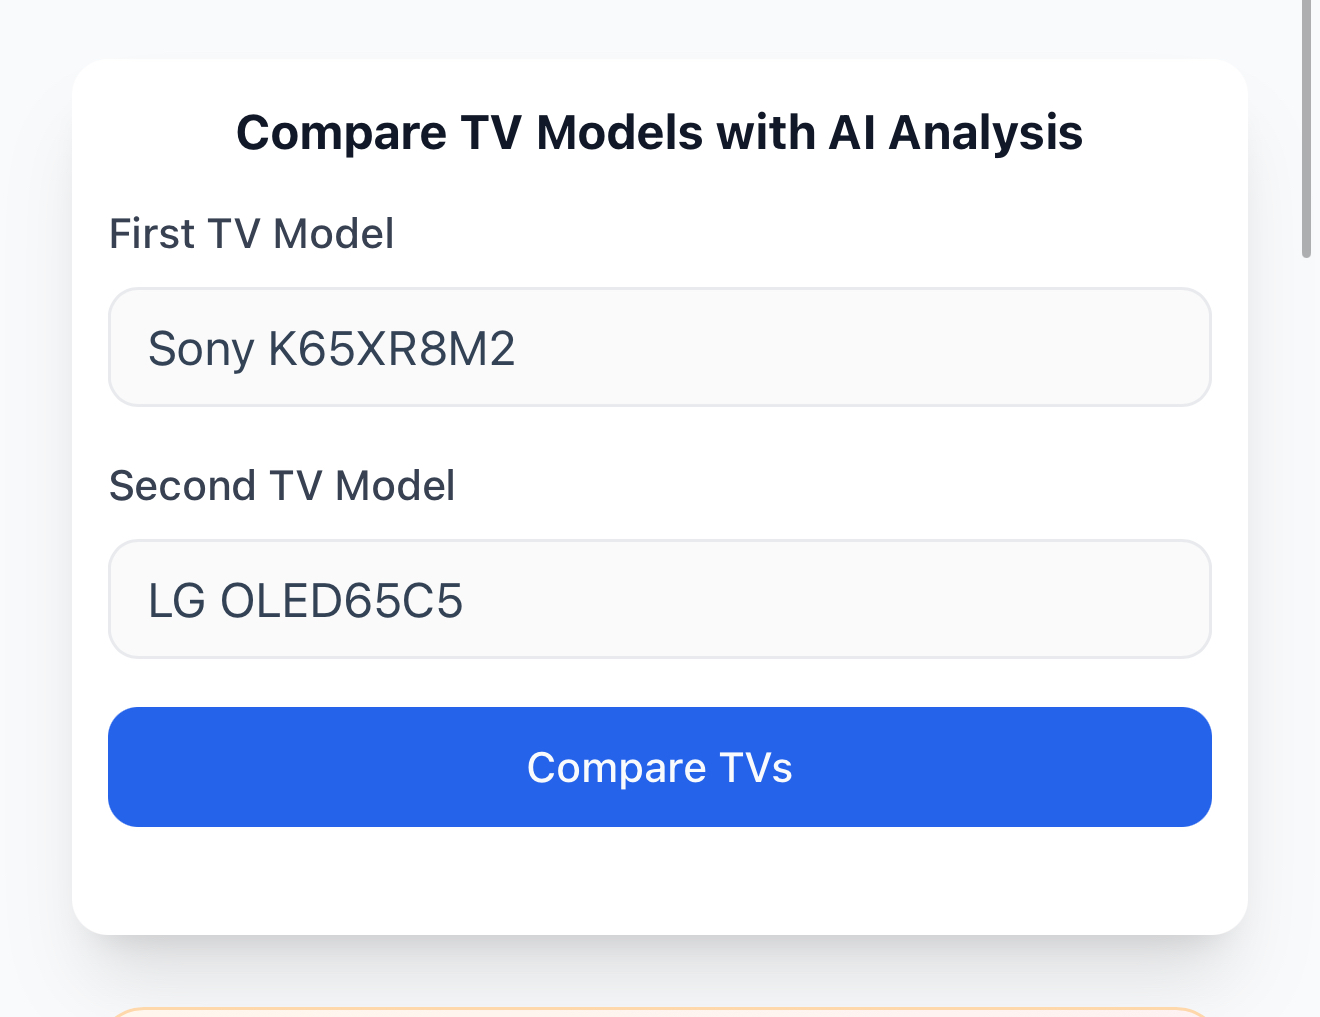 Compare TV Models with AI Analysis
First TV Model
Sony K65XR8M2
Second TV Model
LG OLED65C5
Compare TVs